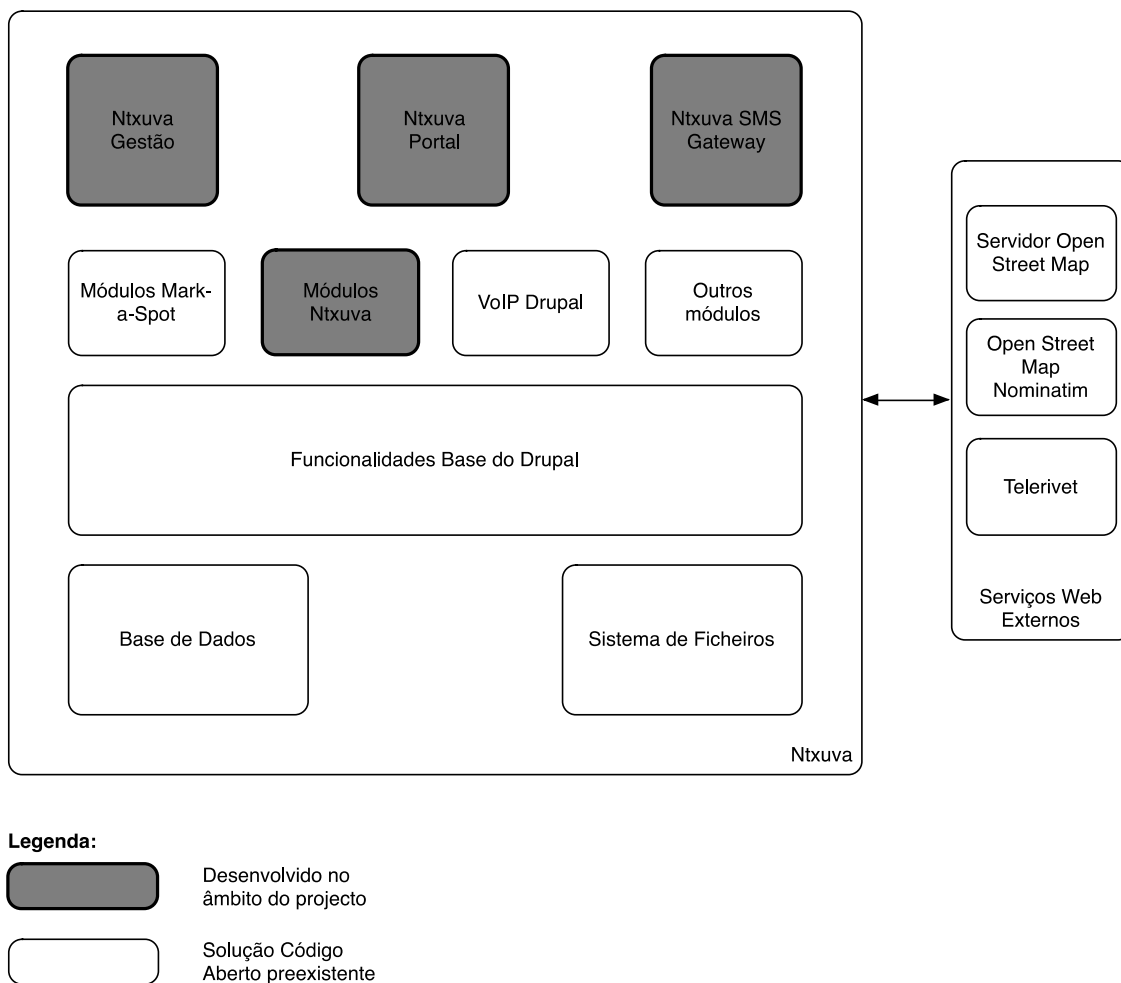 Ntxuva
Gestão
Ntxuva
Portal
Ntxuva SMS
Gateway
Módulos Mark-
a-Spot
Módulos
Ntxuva
VoIP Drupal
Outros
módulos
Funcionalidades Base do Drupal
Base de Dados
Sistema de Ficheiros
Ntxuva
Servidor Open
Street Map
Open Street
Map
Nominatim
Telerivet
Serviços Web
Externos
Legenda:
Desenvolvido no
âmbito do projecto
Solução Código
Aberto preexistente